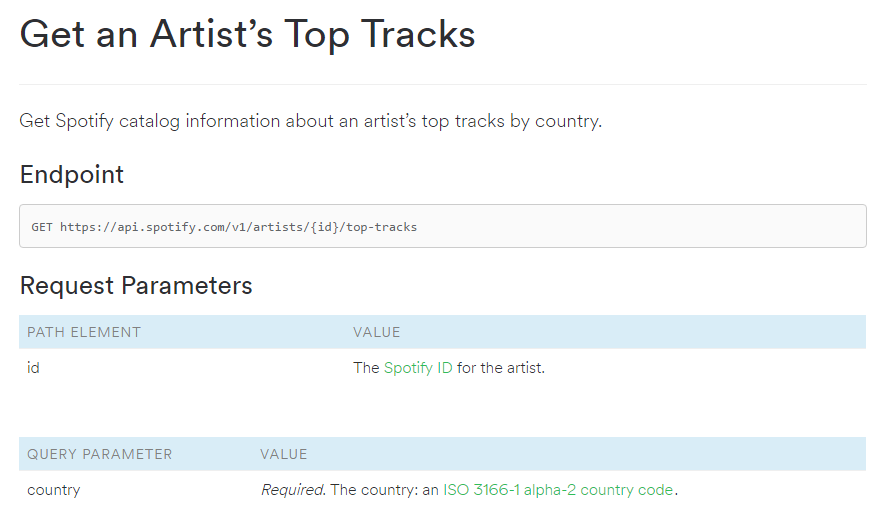 Get an Artist’s Top Tracks
Get Spotify catalog information about an artist’s top tracks by country.
Endpoint
GET https://api.spotify.com/v1/artists/{id}/top-tracks
Request Parameters
PATH ELEMENT VALUE
id The Spotify ID for the artist.
QUERY PARAMETER VALUE
country Required. The country: an ISO 3166-1 alpha-2 country code.